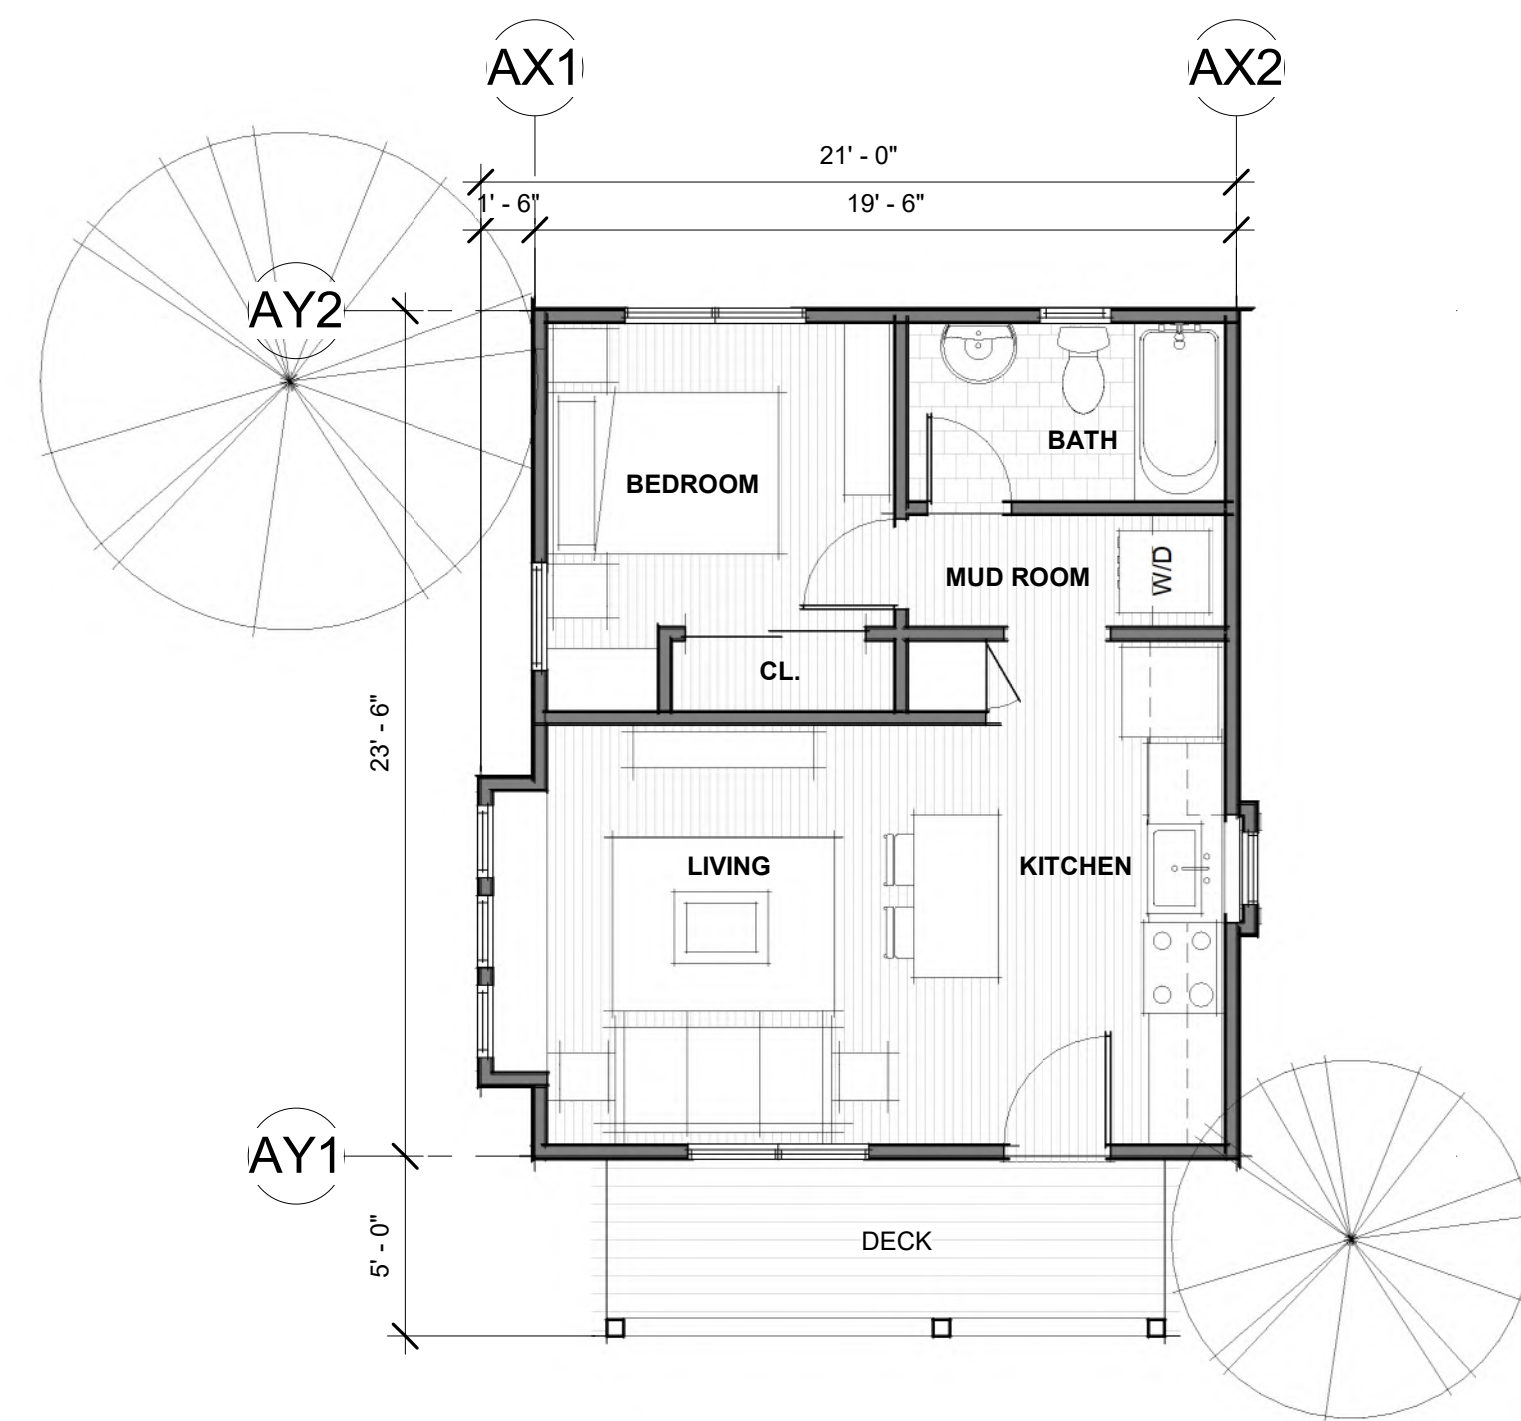 AX1
AX2
21' - 0"
1' - 6"
19' - 6"
AY2
BATH
BEDROOM
MUD ROOM
W/D
CL.
23' - 6"
LIVING
KITCHEN
AY1
5' - 0"
DECK